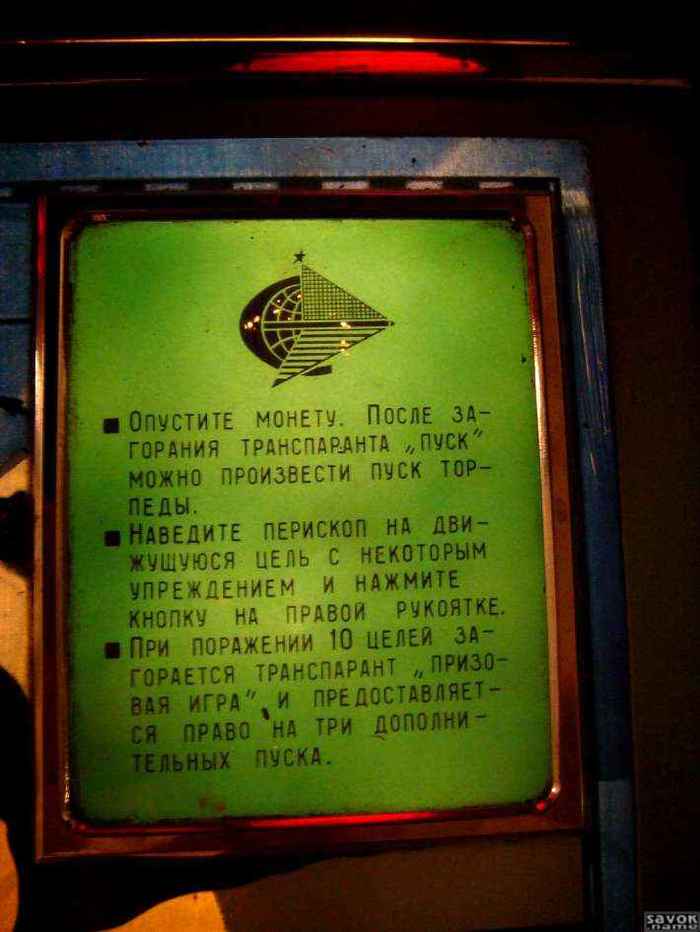 ■ Опустите монету. После за-
горания транспаранта „пуск”
можно произвести пуск тор-
педы.
■ Наведите перископ на дви-
жущуюся цель с некоторым
упреждением и нажмите
кнопку на правой рукоятке.
■ При поражении 10 целей за-
горается транспарант „призо-
вая игра”, и предоставляет-
ся право на три дополни-
тельных пуска.
savok
.name